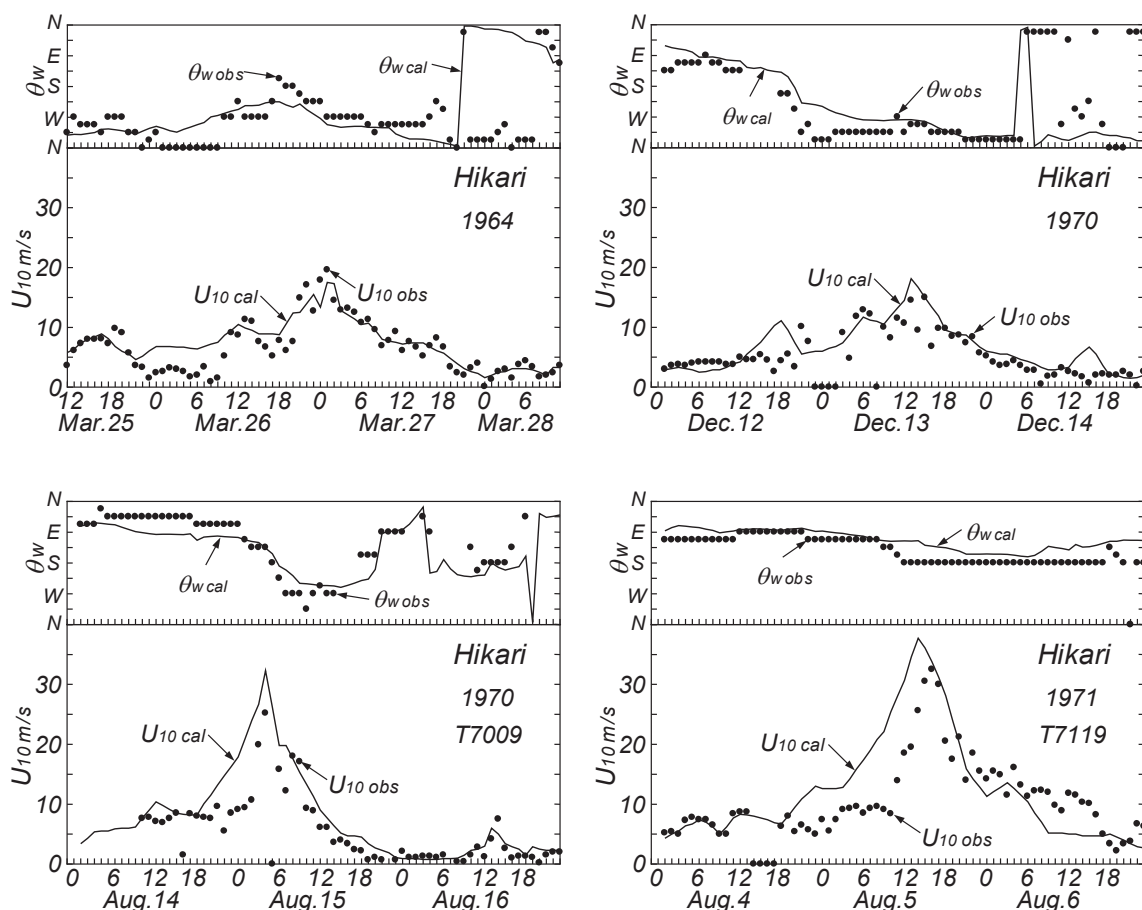 N
E
S
W
N
θw
θw obs
θw cal
Hikari
1964
30
20
10
0
U10 m/s
U10 cal
U10 obs
12 18 0 6 12 18 0 6 12 18 0 6
Mar.25 Mar.26 Mar.27 Mar.28
N
E
S
W
N
θw
θw cal
θw obs
Hikari
1970
30
20
10
0
U10 m/s
U10 cal
U10 obs
0 6 12 18 0 6 12 18 0 6 12 18
Dec.12 Dec.13 Dec.14
N
E
S
W
N
θw
θw cal
θw obs
Hikari
1970
T7009
30
20
10
0
U10 m/s
U10 cal
U10 obs
0 6 12 18 0 6 12 18 0 6 12 18
Aug.14 Aug.15 Aug.16
N
E
S
W
N
θw
θw cal
θw obs
Hikari
1971
T7119
30
20
10
0
U10 m/s
U10 cal
U10 obs
0 6 12 18 0 6 12 18 0 6 12 18
Aug.4 Aug.5 Aug.6